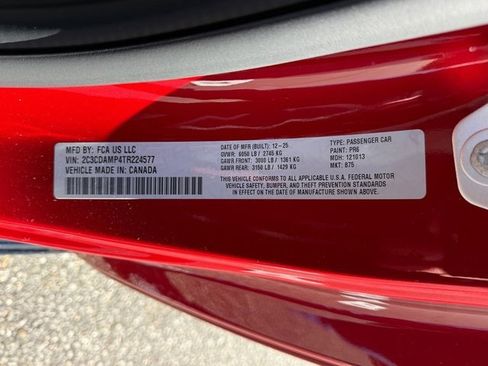 MFD BY: FCA US LLC
VIN: 2C3CDAMP4TR224577
VEHICLE MADE IN: CANADA
DATE OF MFR (BUILT): 12-25
GVWR: 6050 LB / 2745 KG
GAWR FRONT: 3000 LB / 1361 KG
GAWR REAR: 3150 LB / 1429 KG
TYPE: PASSENGER CAR
PAINT: PR6
MDH: 121013
MKT: 875
THIS VEHICLE CONFORMS TO ALL APPLICABLE U.S.A. FEDERAL MOTOR
VEHICLE SAFETY, BUMPER, AND THEFT PREVENTION STANDARDS
IN EFFECT ON THE DATE OF MANUFACTURE SHOWN ABOVE.